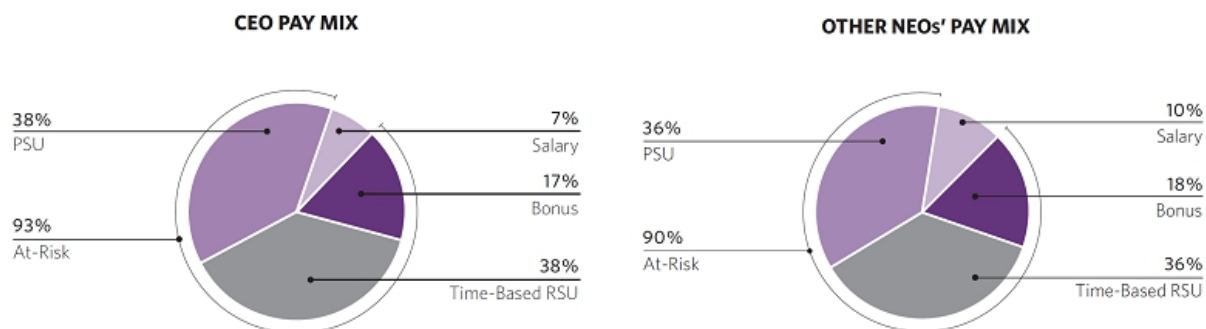 CEO PAY MIX
38%
PSU
7%
Salary
17%
Bonus
93%
At-Risk
38%
Time-Based RSU
OTHER NEOs' PAY MIX
36%
PSU
10%
Salary
18%
Bonus
90%
At-Risk
36%
Time-Based RSU